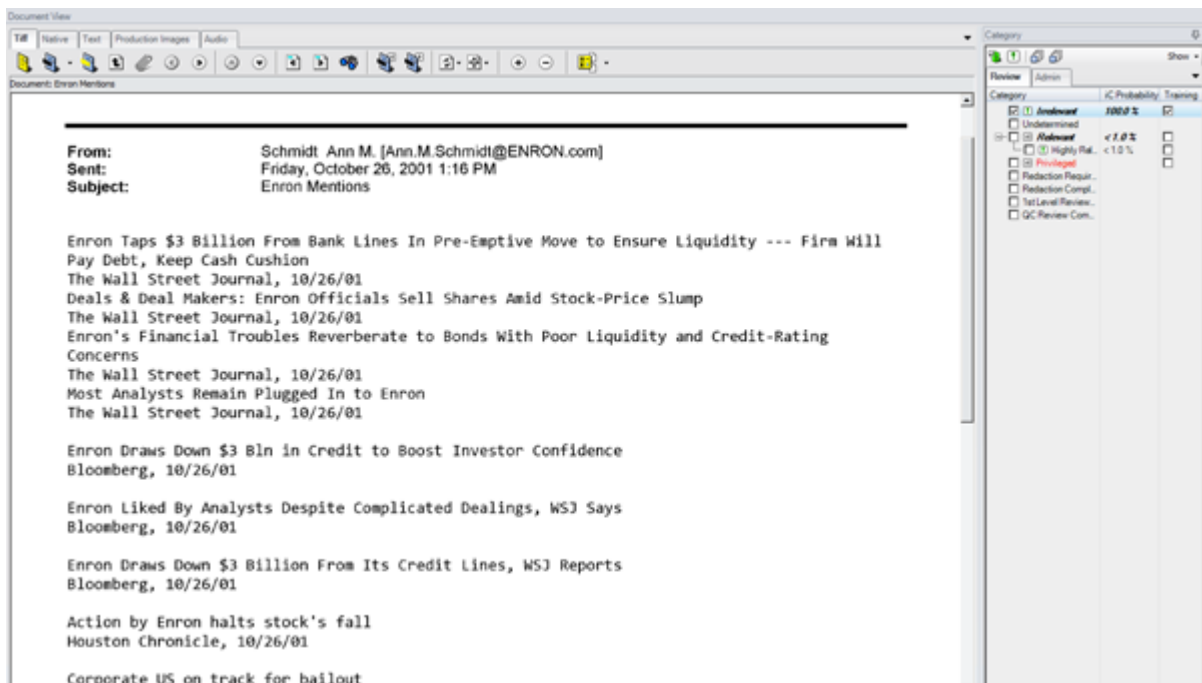 Document View
Tiff Native Text Production Images Audio
Document: Enron Mentions
From: Schmidt Ann M. [Ann.M.Schmidt@ENRON.com]
Sent: Friday, October 26, 2001 1:16 PM
Subject: Enron Mentions
Enron Taps $3 Billion From Bank Lines In Pre-Emptive Move to Ensure Liquidity --- Firm Will
Pay Debt, Keep Cash Cushion
The Wall Street Journal, 10/26/01
Deals & Deal Makers: Enron Officials Sell Shares Amid Stock-Price Slump
The Wall Street Journal, 10/26/01
Enron's Financial Troubles Reverberate to Bonds With Poor Liquidity and Credit-Rating
Concerns
The Wall Street Journal, 10/26/01
Most Analysts Remain Plugged In to Enron
The Wall Street Journal, 10/26/01
Enron Draws Down $3 Bln in Credit to Boost Investor Confidence
Bloomberg, 10/26/01
Enron Liked By Analysts Despite Complicated Dealings, WSJ Says
Bloomberg, 10/26/01
Enron Draws Down $3 Billion From Its Credit Lines, WSJ Reports
Bloomberg, 10/26/01
Action by Enron halts stock's fall
Houston Chronicle, 10/26/01
Corporate US on track for bailout
Category
Show
Review Admin
Category iC Probability Training
Irrelevant 100.0 %
Undetermined
Relevant < 1.0 %
Highly Rel.. < 1.0 %
Privileged
Redaction Requir...
Redaction Compl...
1st Level Review...
QC Review Com...